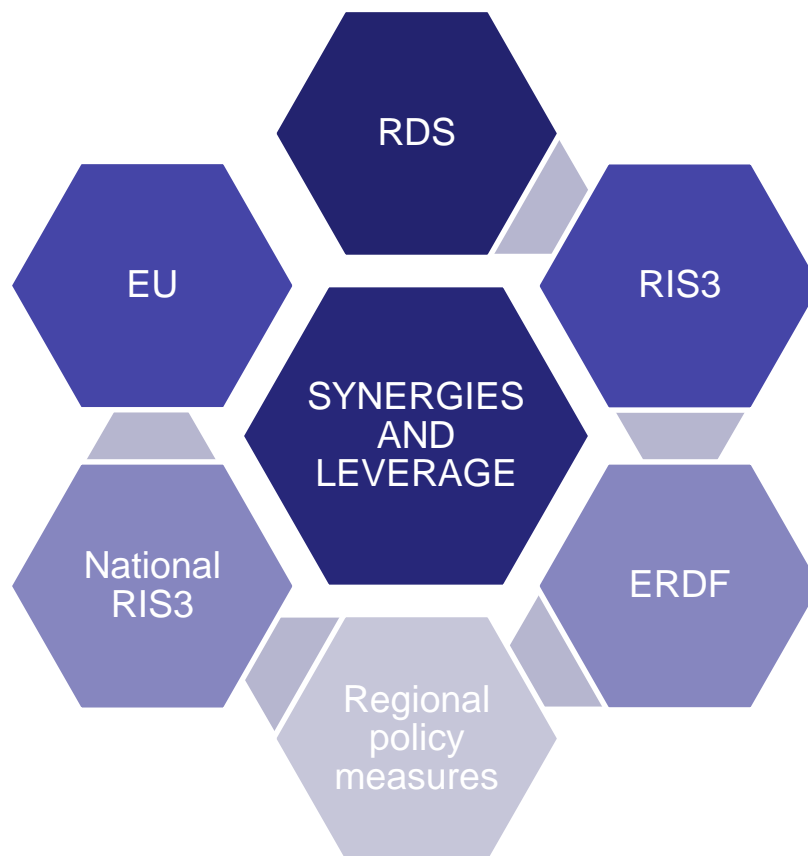 RDS
EU
RIS3
SYNERGIES
AND
LEVERAGE
National
RIS3
ERDF
Regional
policy
measures